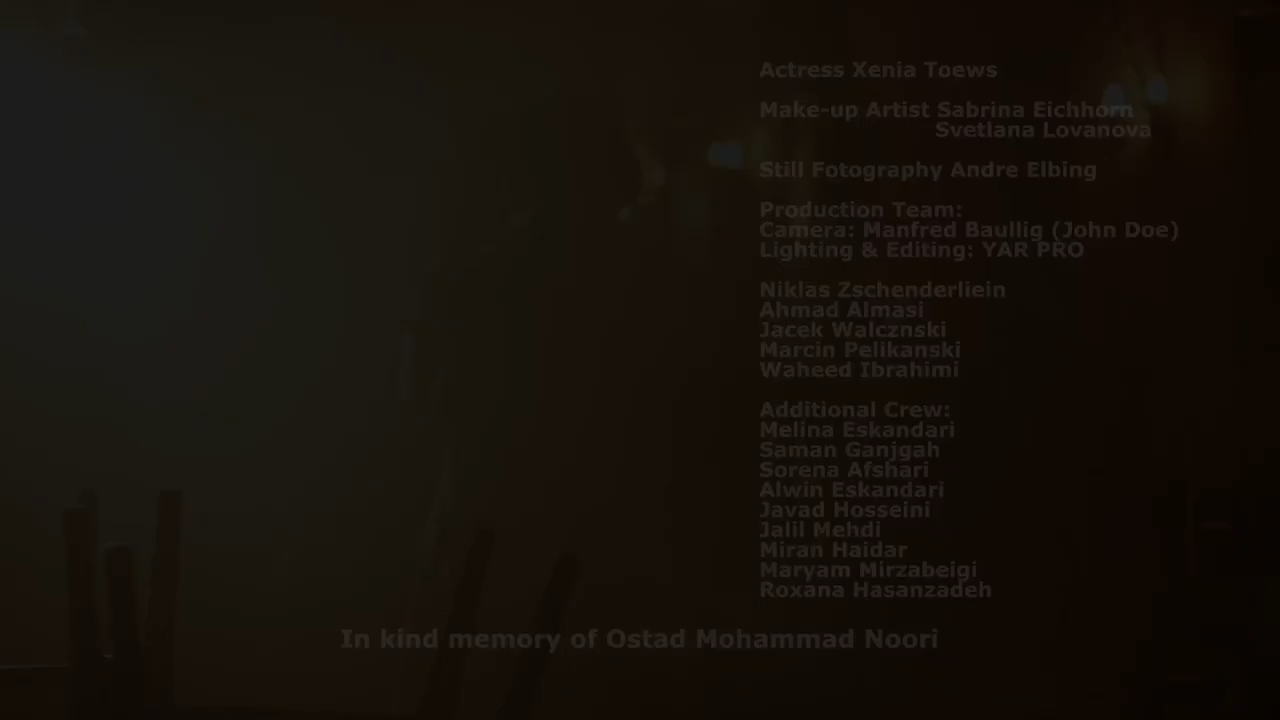 Actress Xenia Toews
Make-up Artist Sabrina Eichhorn
Svetlana Lovanova
Still Fotography Andre Elbing
Production Team:
Camera: Manfred Baullig (John Doe)
Lighting & Editing: YAR PRO
Niklas Zschenderliein
Ahmad Almasi
Jacek Walcznski
Marcin Pelikanski
Waheed Ibrahimi
Additional Crew:
Melina Eskandari
Saman Ganjgah
Sorena Afshari
Alwin Eskandari
Javad Hosseini
Jalil Mehdi
Miran Haidar
Maryam Mirzabeigi
Roxana Hasanzadeh
In kind memory of Ostad Mohammad Noori